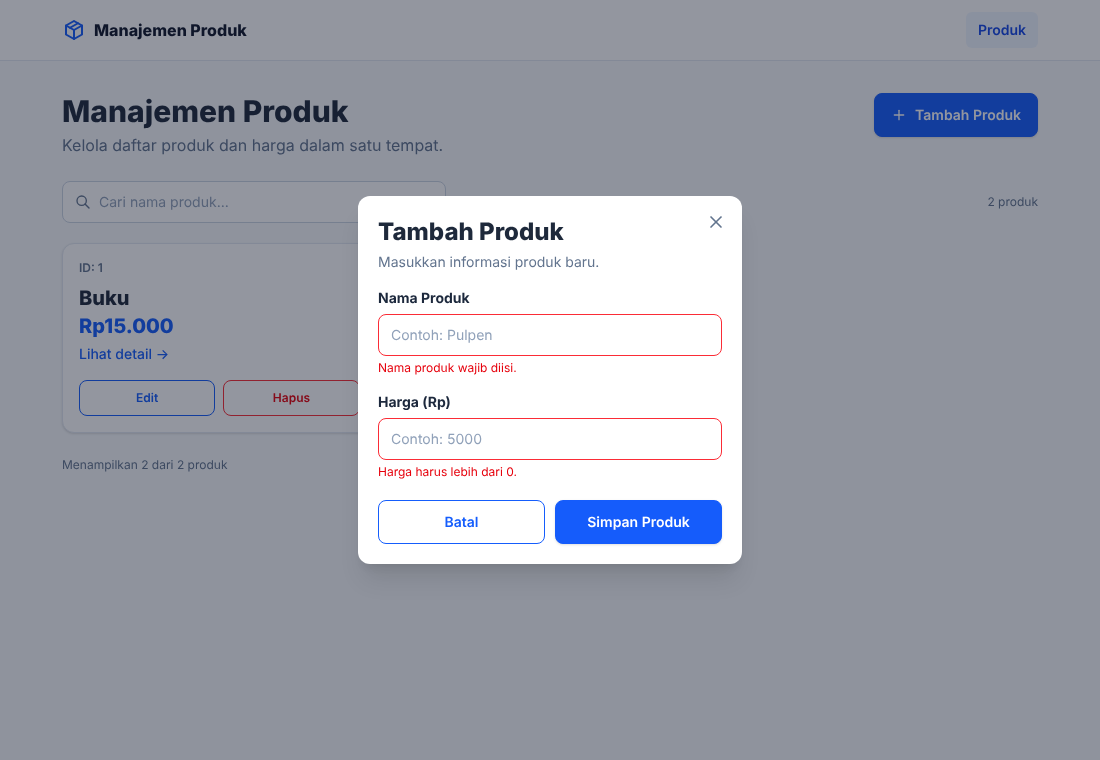 Manajemen Produk
Produk
Manajemen Produk
Kelola daftar produk dan harga dalam satu tempat.
+ Tambah Produk
Cari nama produk...
2 produk
ID: 1
Buku
Rp15.000
Lihat detail →
Edit
Hapus
Menampilkan 2 dari 2 produk
Tambah Produk
Masukkan informasi produk baru.
Nama Produk
Contoh: Pulpen
Nama produk wajib diisi.
Harga (Rp)
Contoh: 5000
Harga harus lebih dari 0.
Batal
Simpan Produk